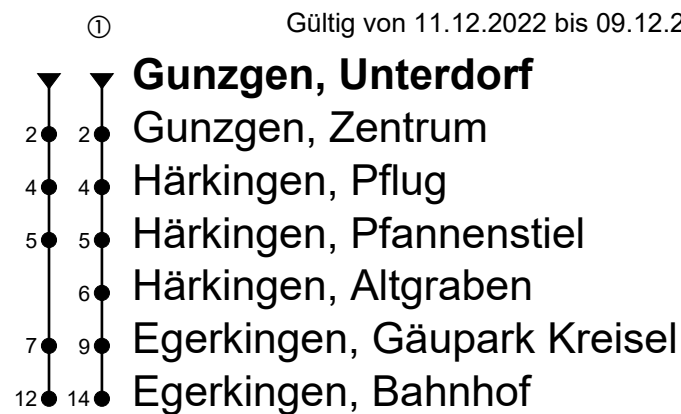 ① Gültig von 11.12.2022 bis 09.12.2
Gunzgen, Unterdorf
2 2 Gunzgen, Zentrum
4 4 Härkingen, Pflug
5 5 Härkingen, Pfannenstiel
6 Härkingen, Altgraben
7 9 Egerkingen, Gäupark Kreisel
12 14 Egerkingen, Bahnhof